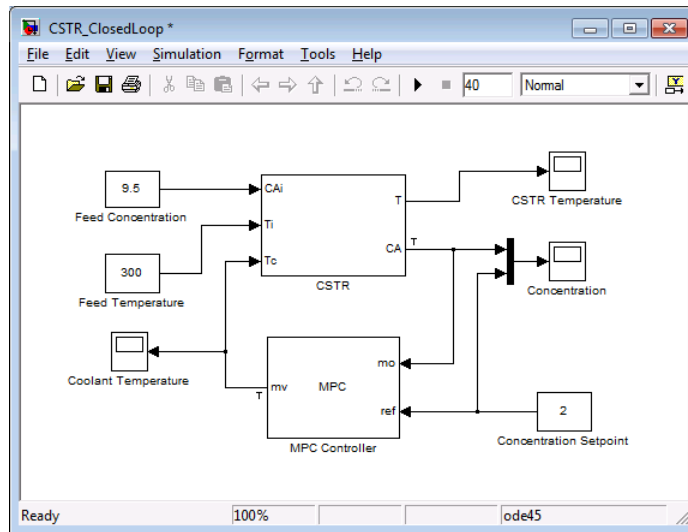 CSTR_ClosedLoop *
File Edit View Simulation Format Tools Help
40 Normal
9.5
Feed Concentration
300
Feed Temperature
CAi
Ti
Tc
T
CA
T
CSTR
CSTR Temperature
Concentration
Coolant Temperature
T
mv
MPC
mo
ref
MPC Controller
2
Concentration Setpoint
Ready 100% ode45